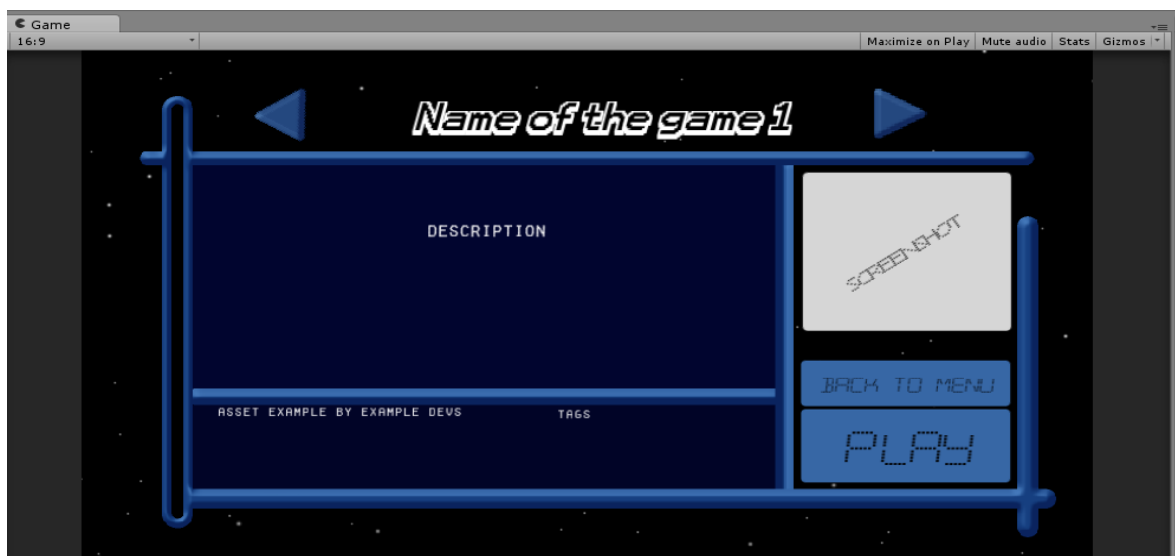 Game
16:9
Maximize on Play Mute audio Stats Gizmos
Name of the game 1
DESCRIPTION
SCREENSHOT
BACK TO MENU
ASSET EXAMPLE BY EXAMPLE DEVS TAGS
PLAY